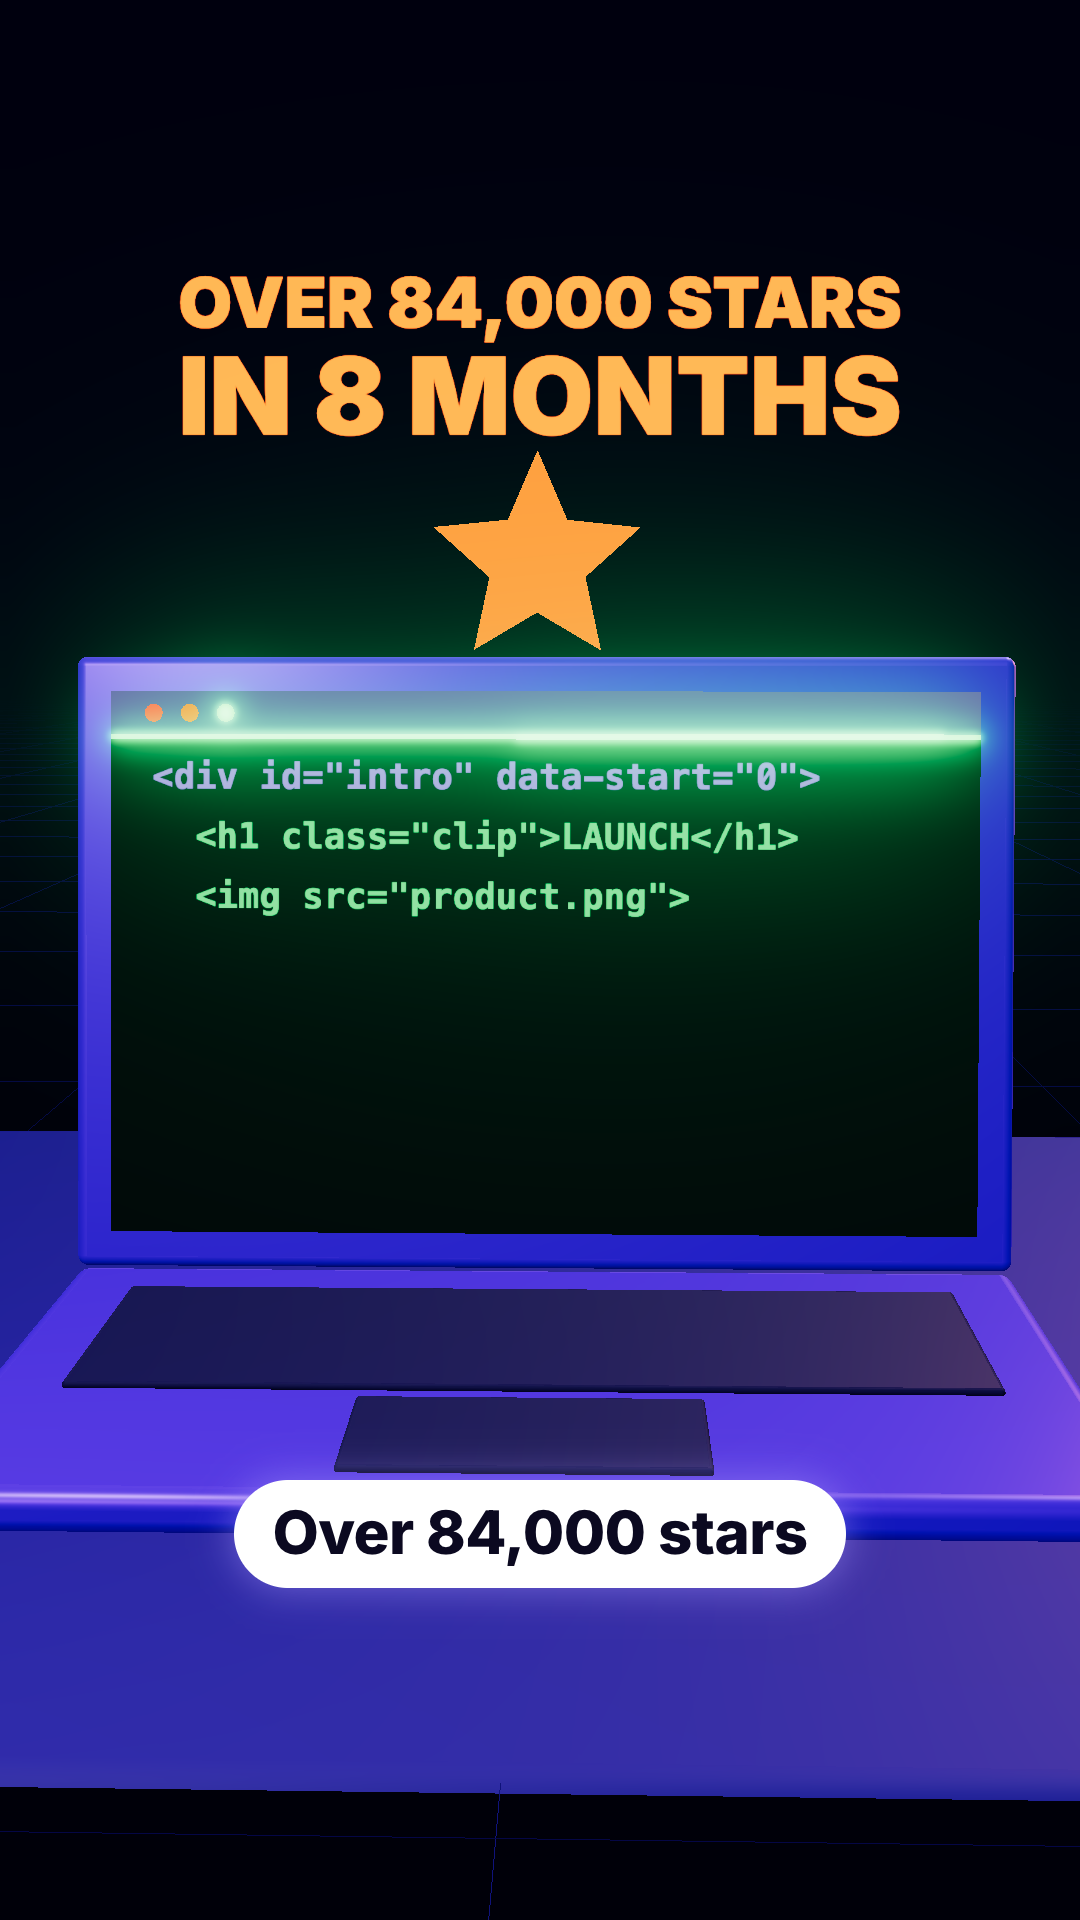 OVER 84,000 STARS
IN 8 MONTHS
<div id="intro" data-start="0">
<h1 class="clip">LAUNCH</h1>
<img src="product.png">
Over 84,000 stars